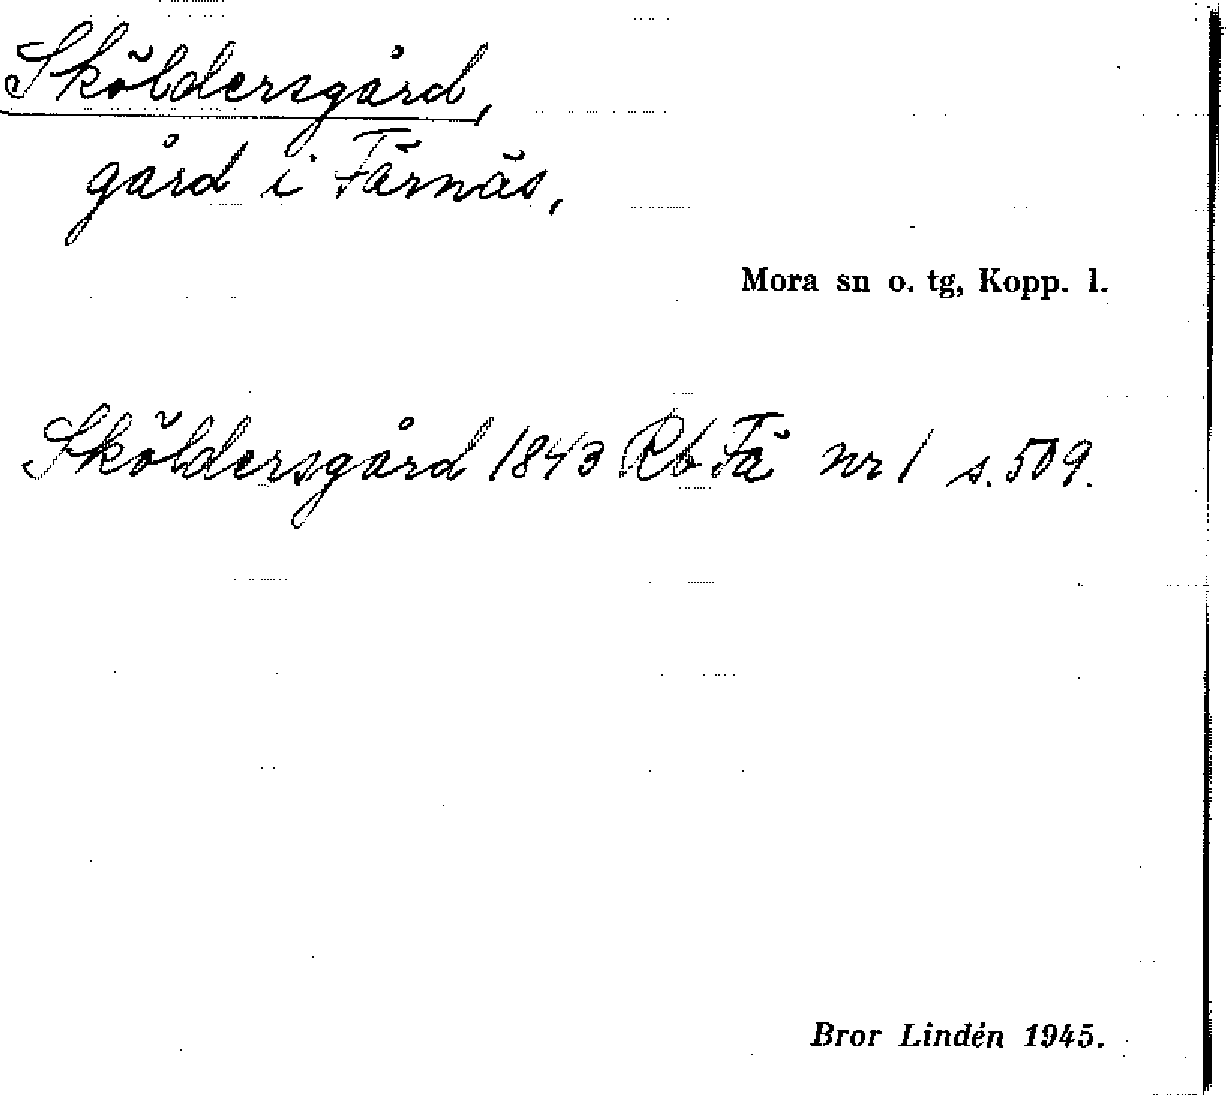 Sköldersgård,
gård i Färnäs,
Mora sn o. tg, Kopp. l.
Sköldersgård 1843 Rb Fä nr 1 s. 509.
Bror Lindén 1945.